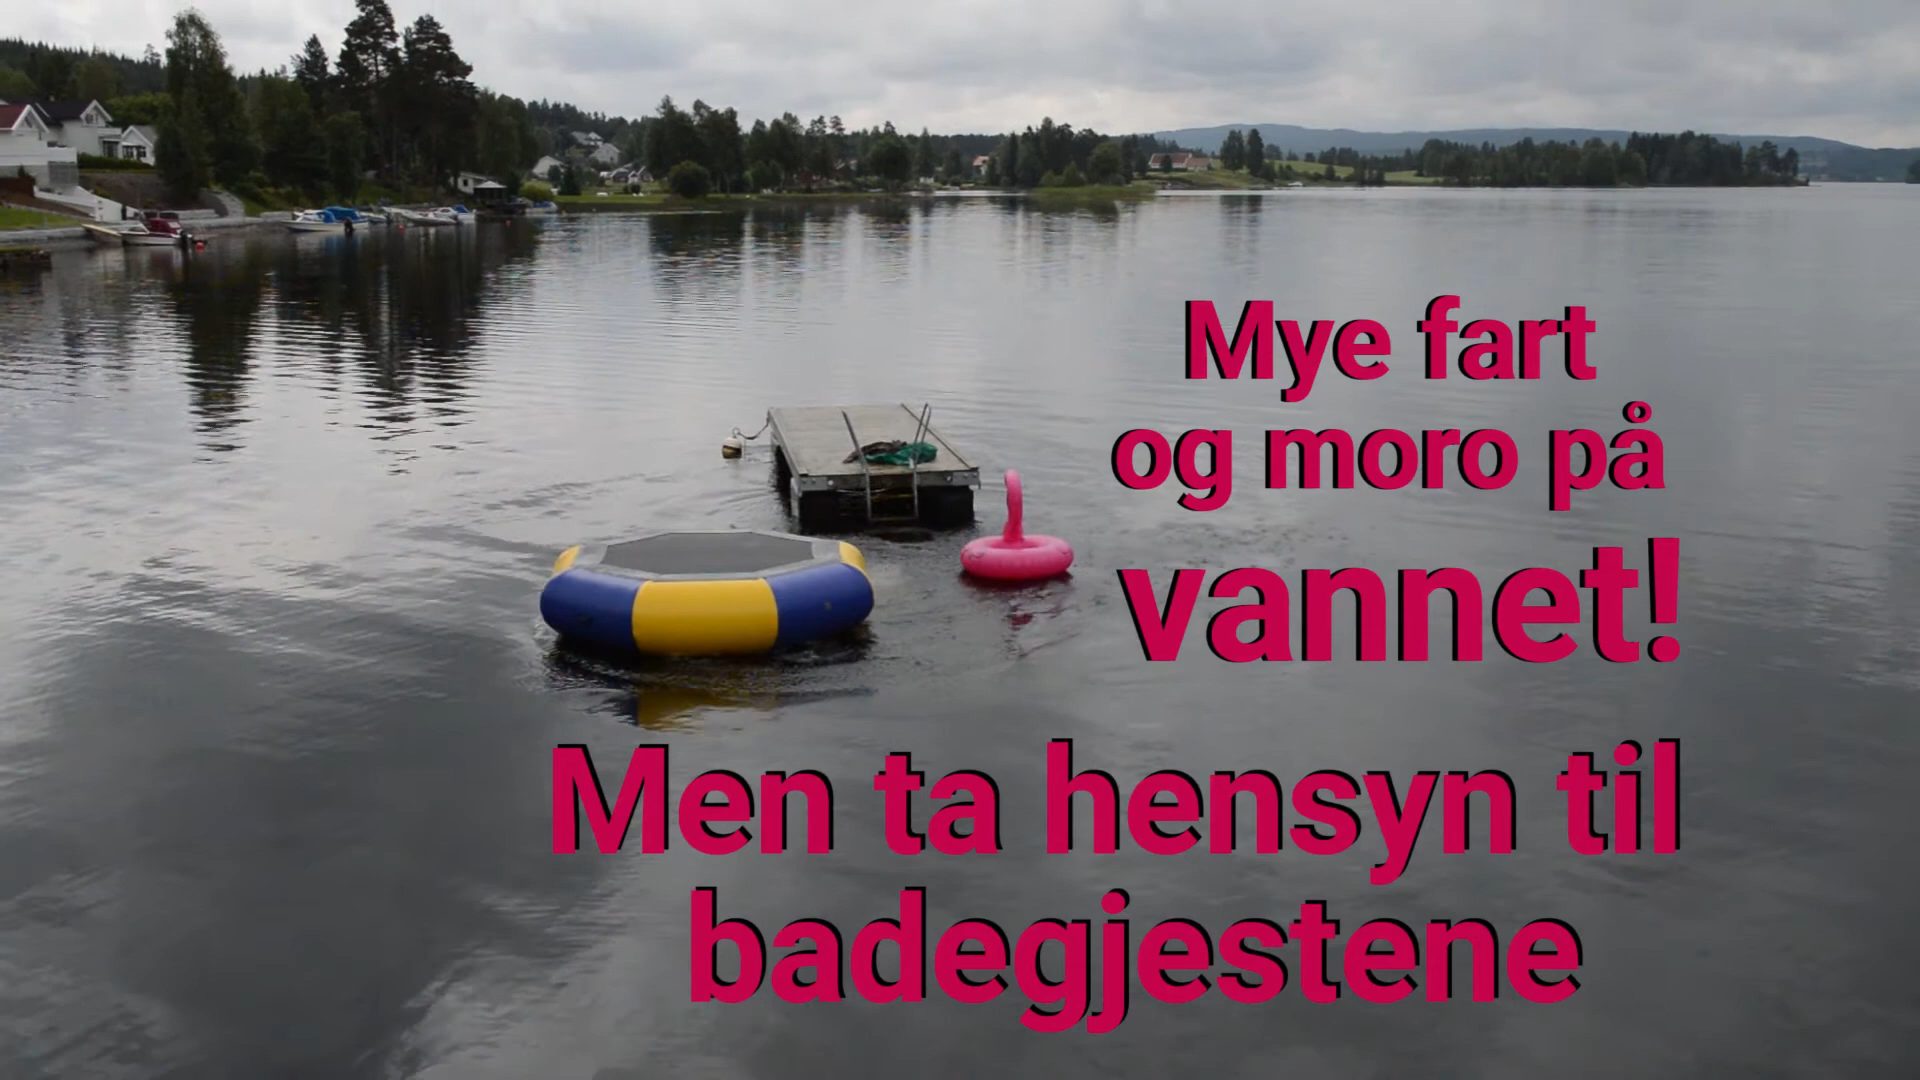 Mye fart
og moro på
vannet!
Men ta hensyn til
badegjestene